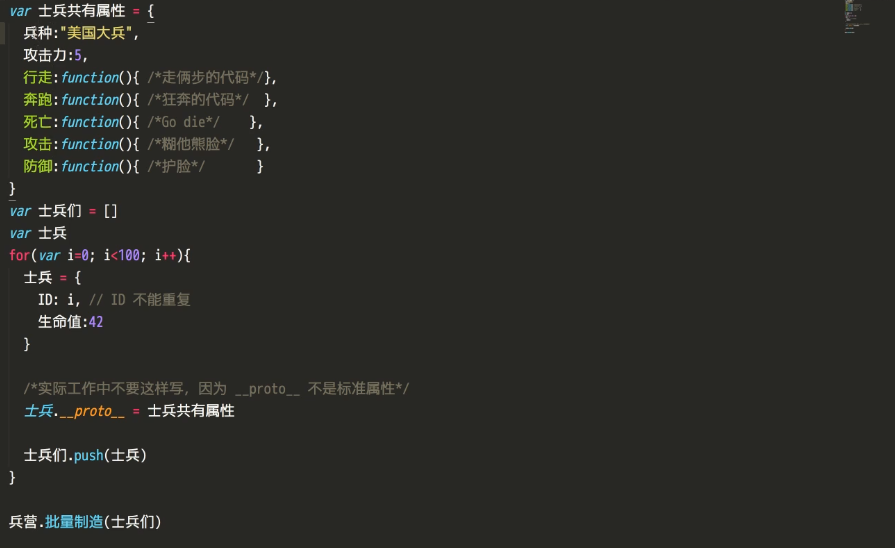 var 士兵共有属性 = {
兵种:"美国大兵",
攻击力:5,
行走:function(){ /*走俩步的代码*/},
奔跑:function(){ /*狂奔的代码*/ },
死亡:function(){ /*Go die*/ },
攻击:function(){ /*糊他熊脸*/ },
防御:function(){ /*护脸*/ }
}
var 士兵们 = []
var 士兵
for(var i=0; i<100; i++){
士兵 = {
ID: i, // ID 不能重复
生命值:42
}
/*实际工作中不要这样写，因为 __proto__ 不是标准属性*/
士兵.__proto__ = 士兵共有属性
士兵们.push(士兵)
}
兵营.批量制造(士兵们)